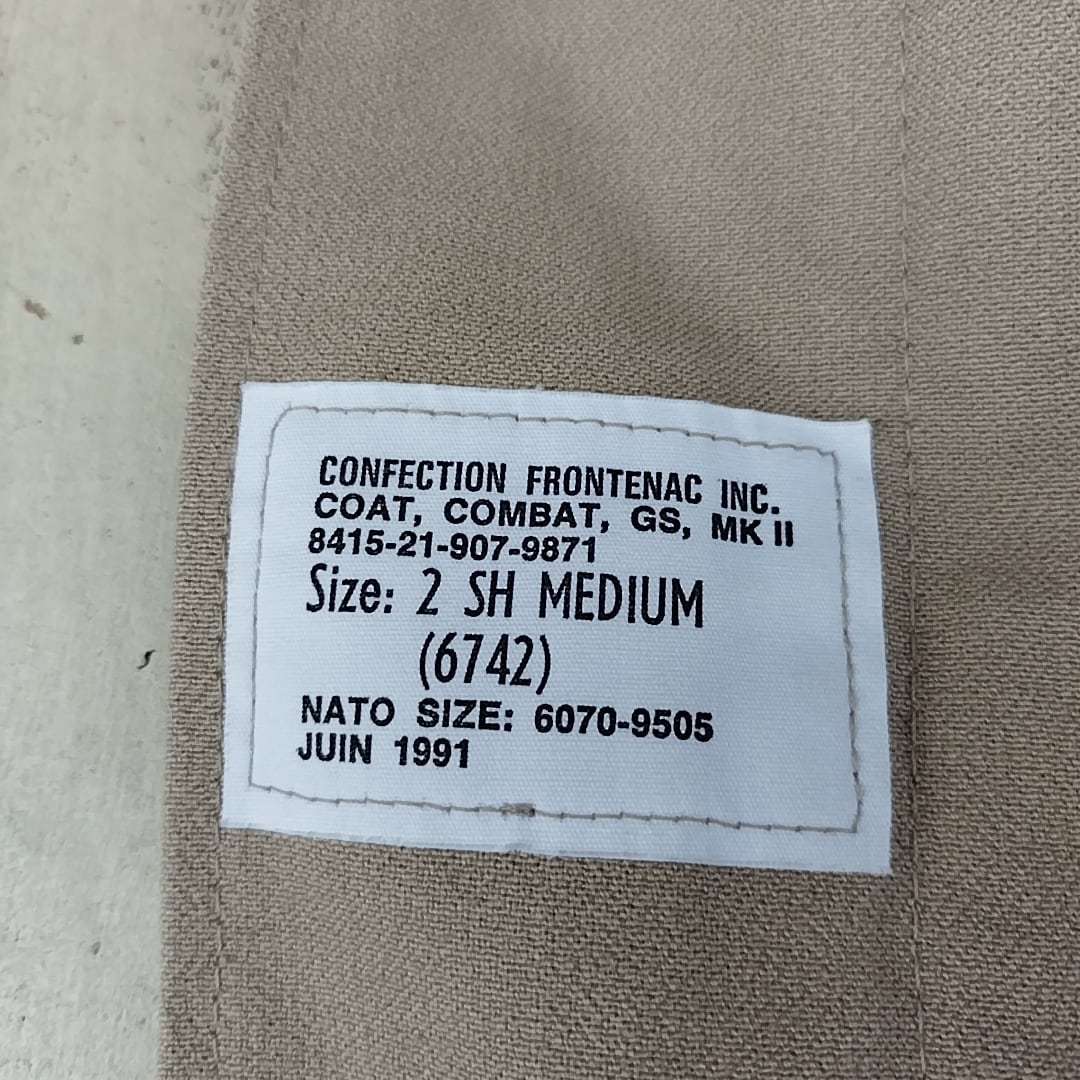 CONFECTION FRONTENAC INC.
COAT, COMBAT, GS, MK II
8415-21-907-9871
Size: 2 SH MEDIUM
(6742)
NATO SIZE: 6070-9505
JUIN 1991